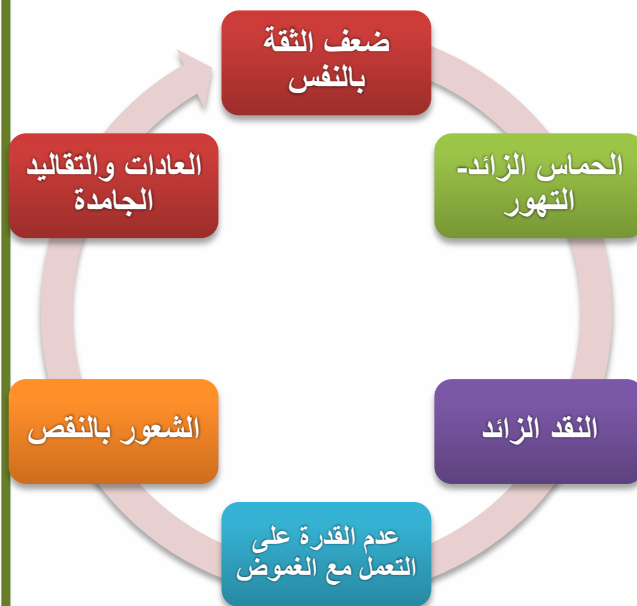 ضعف الثقة
بالنفس
الحماس الزائد-
التهور
النقد الزائد
عدم القدرة على
التعمل مع الغموض
الشعور بالنقص
العادات والتقاليد
الجامدة